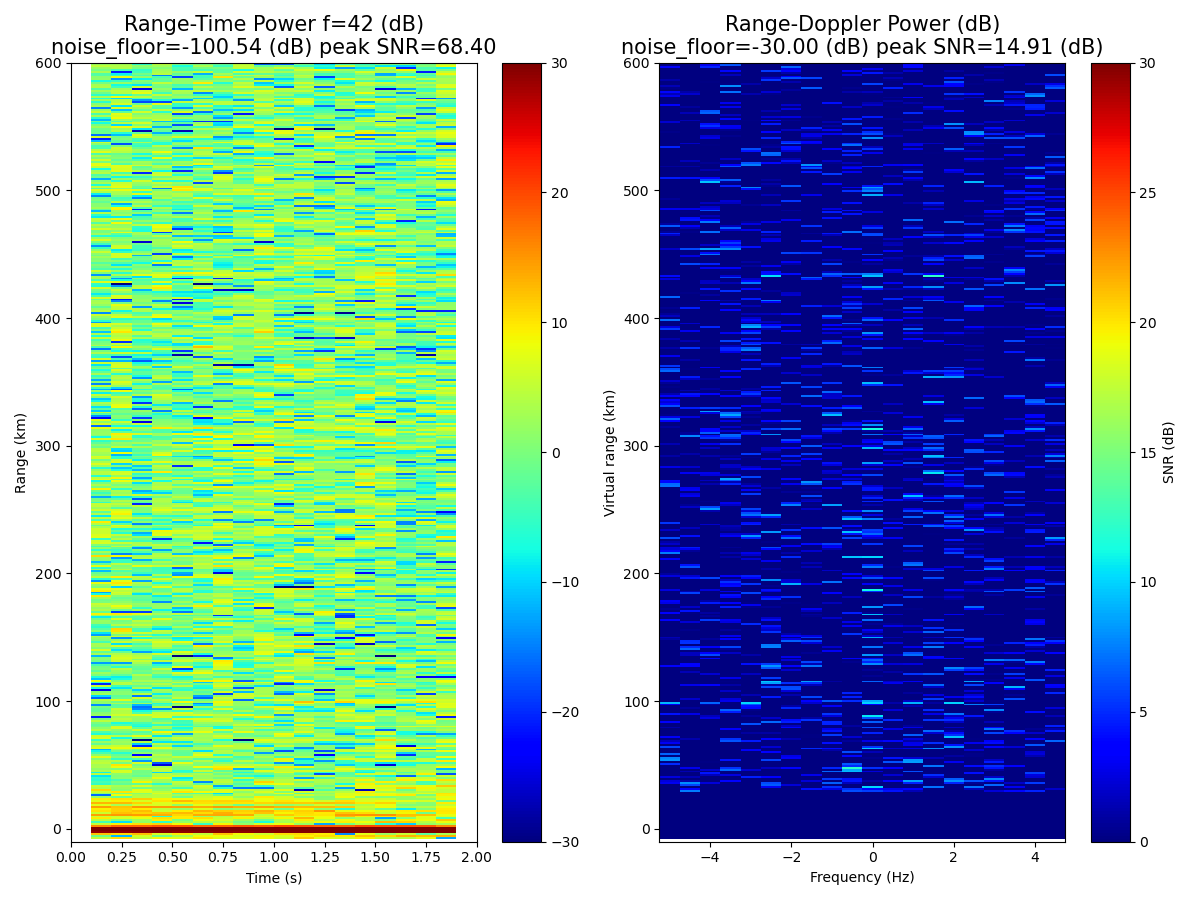 Range-Time Power f=42 (dB)
noise_floor=-100.54 (dB) peak SNR=68.40
600
500
400
300
200
100
0
Range (km)
0.00 0.25 0.50 0.75 1.00 1.25 1.50 1.75 2.00
Time (s)
30
20
10
0
−10
−20
−30
Range-Doppler Power (dB)
noise_floor=-30.00 (dB) peak SNR=14.91 (dB)
600
500
400
300
200
100
0
Virtual range (km)
−4 −2 0 2 4
Frequency (Hz)
30
25
20
15
10
5
0
SNR (dB)